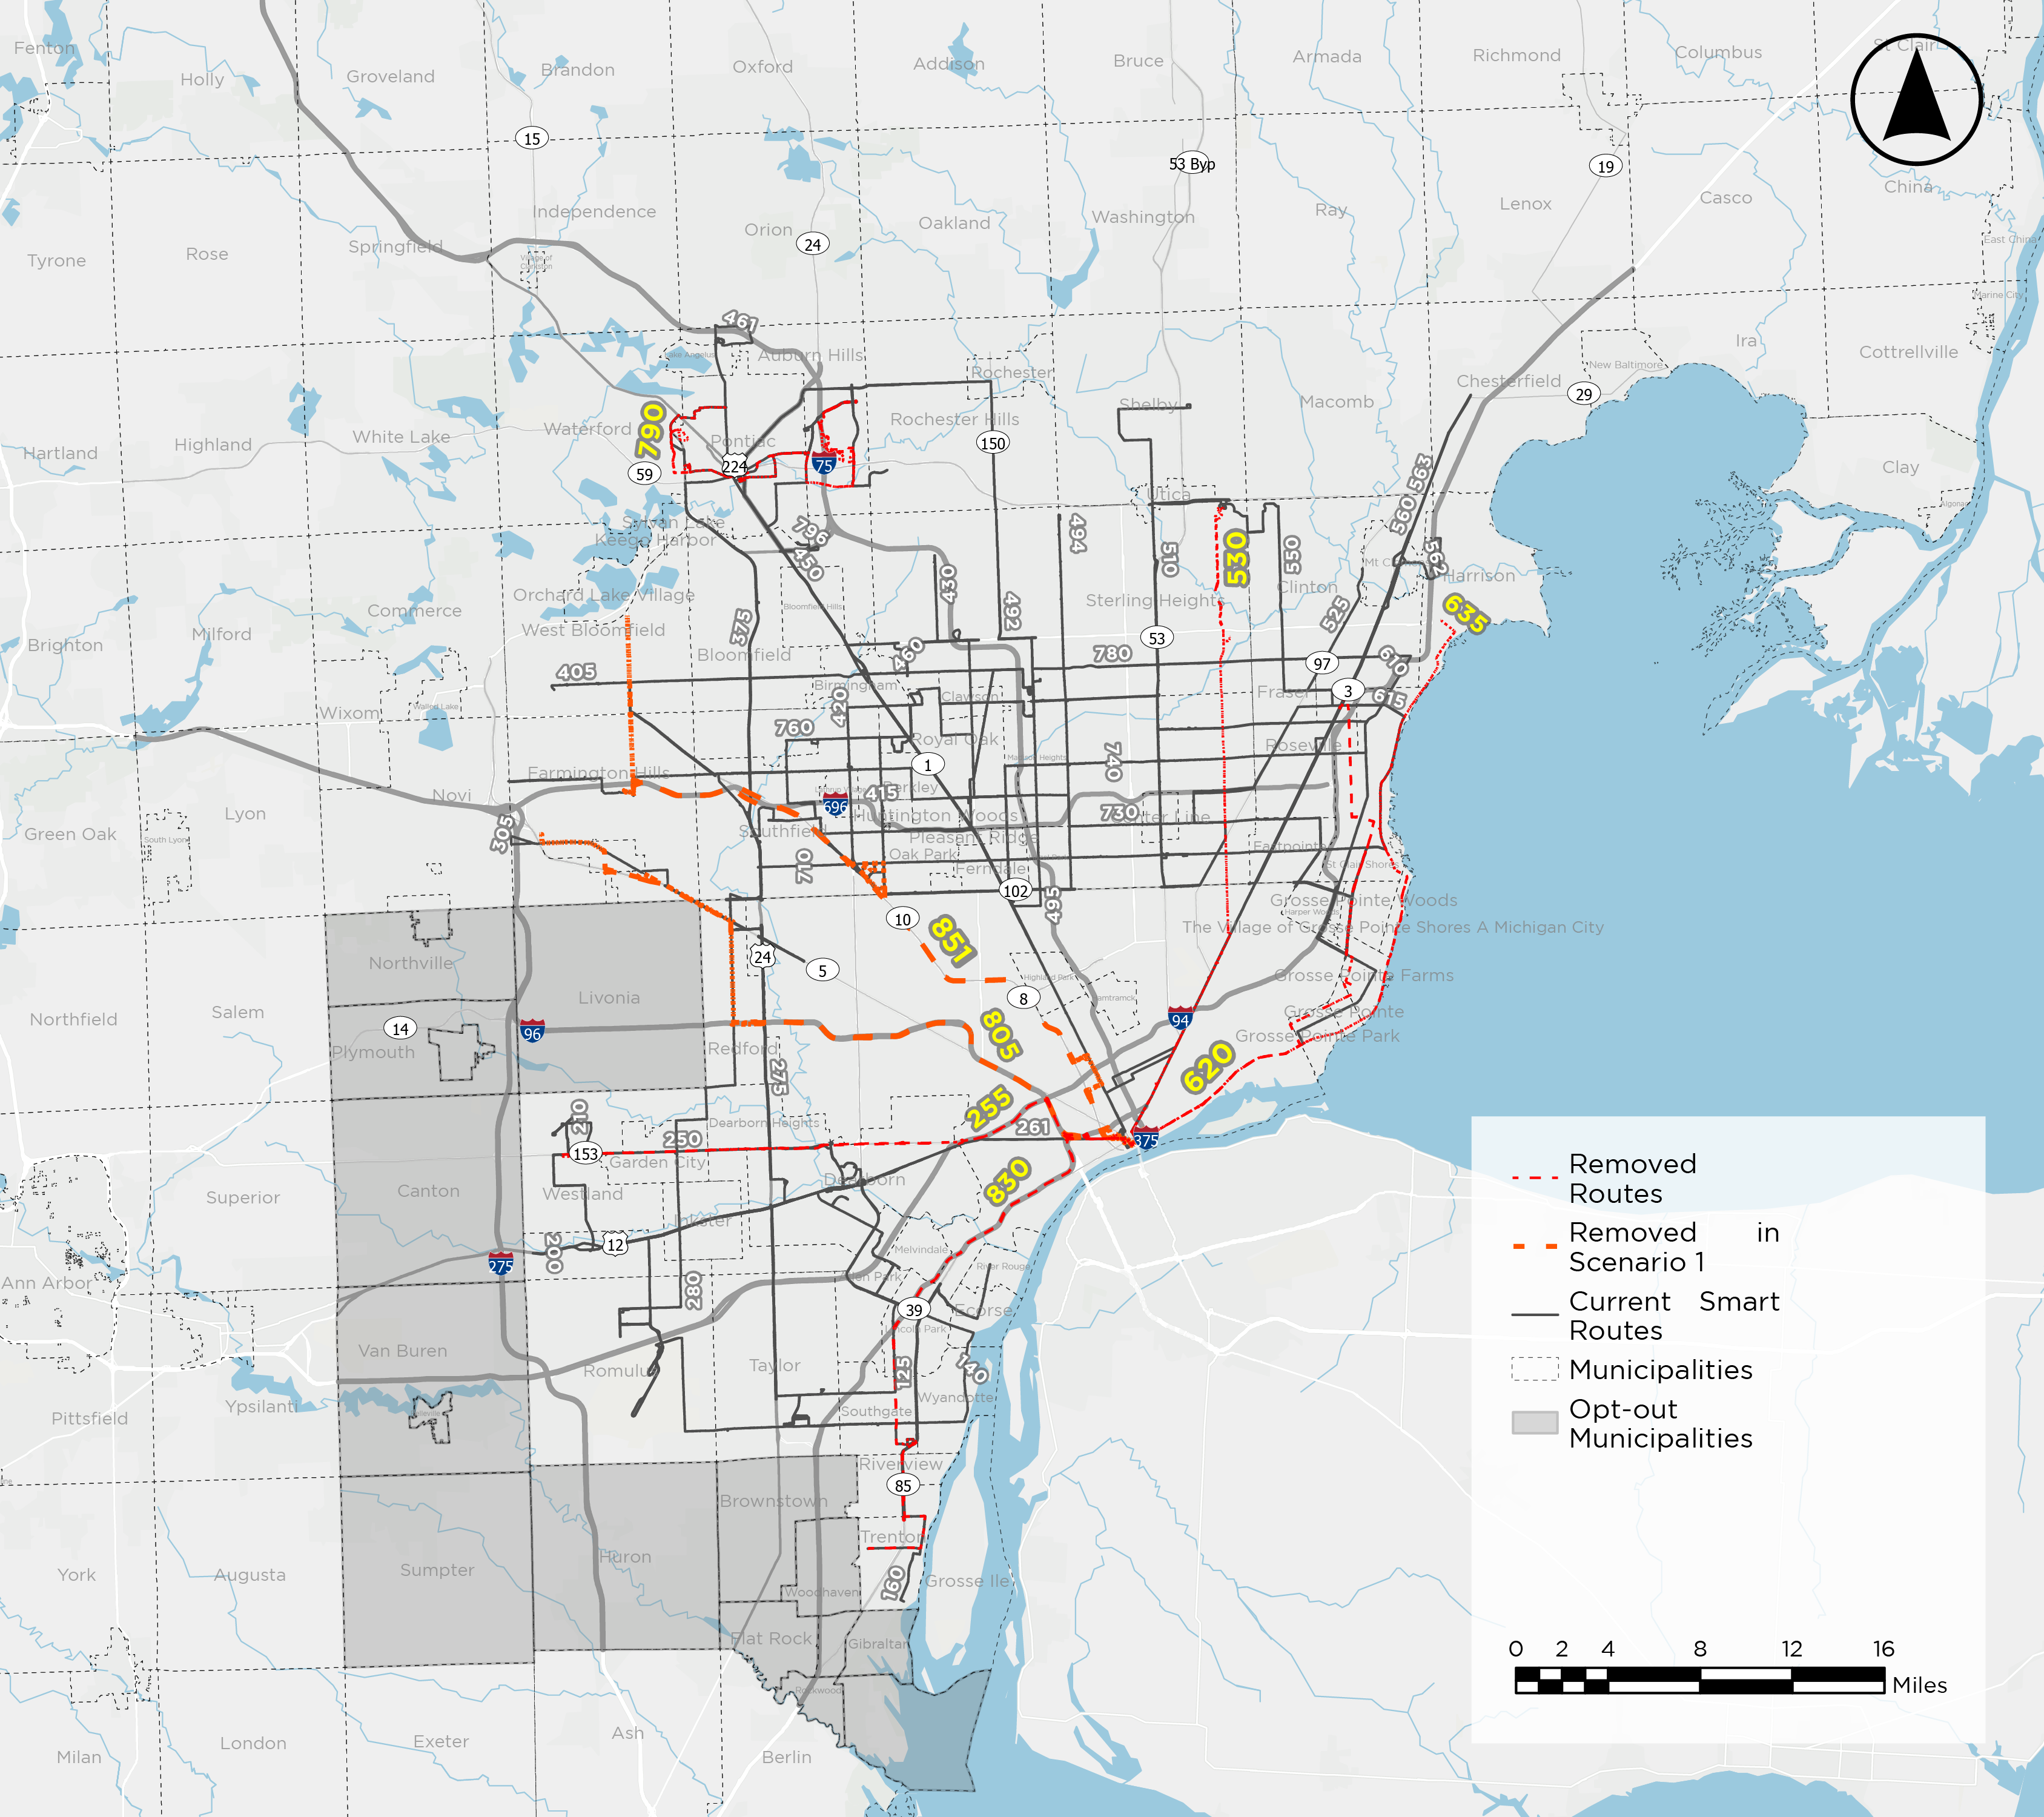 Fenton
Holly
Groveland
Brandon
Oxford
Addison
Bruce
Armada
Richmond
Columbus
St Clair
15
53 Byp
19
Tyrone
Rose
Springfield
Independence
Village of
Clarkston
Orion
24
Oakland
Washington
Ray
Lenox
Casco
China
East China
Marine City
461
Lake Angelus
Auburn Hills
Rochester
Chesterfield
New Baltimore
29
Ira
Cottrellville
Hartland
Highland
White Lake
Waterford
790
59
Pontiac
224
75
Rochester Hills
150
Shelby
Macomb
Clay
Utica
Sylvan Lake
Keego Harbor
796
450
494
510
530
550
560
563
562
Harrison
Clinton
Orchard Lake Village
Bloomfield Hills
430
492
Sterling Heights
525
635
Brighton
Milford
Commerce
West Bloomfield
375
Bloomfield
460
53
780
97
670
405
Birmingham
Clawson
Fraser
3
615
Wixom
Walled Lake
420
760
Royal Oak
Madison Heights
740
Roseville
1
Farmington Hills
Novi
696
415
Berkley
Green Oak
Lyon
South Lyon
305
Southfield
Huntington Woods
730
Center Line
Pleasant Ridge
710
Oak Park
Ferndale
Eastpointe
St Clair Shores
102
495
Grosse Pointe Woods
Harper Woods
10
The Village of Grosse Pointe Shores A Michigan City
851
Northville
24
5
Highland Park
Grosse Pointe Farms
Livonia
8
Hamtramck
Northfield
Salem
14
96
805
94
Grosse Pointe
Plymouth
Redford
Grosse Pointe Park
275
620
255
210
Dearborn Heights
261
375
153
250
Garden City
Superior
Canton
Westland
Dearborn
830
Inkster
200
12
Melvindale
Ann Arbor
275
280
Allen Park
River Rouge
39
Ecorse
Lincoln Park
Van Buren
Romulus
Taylor
125
140
Pittsfield
Ypsilanti
Belleville
Southgate
Wyandotte
Riverview
85
Brownstown
Trenton
York
Augusta
Sumpter
Huron
Woodhaven
160
Grosse Ile
Flat Rock
Gibraltar
Rockwood
Milan
London
Exeter
Ash
Berlin
Removed
Routes
Removed in
Scenario 1
Current Smart
Routes
Municipalities
Opt-out
Municipalities
0 2 4 8 12 16
Miles